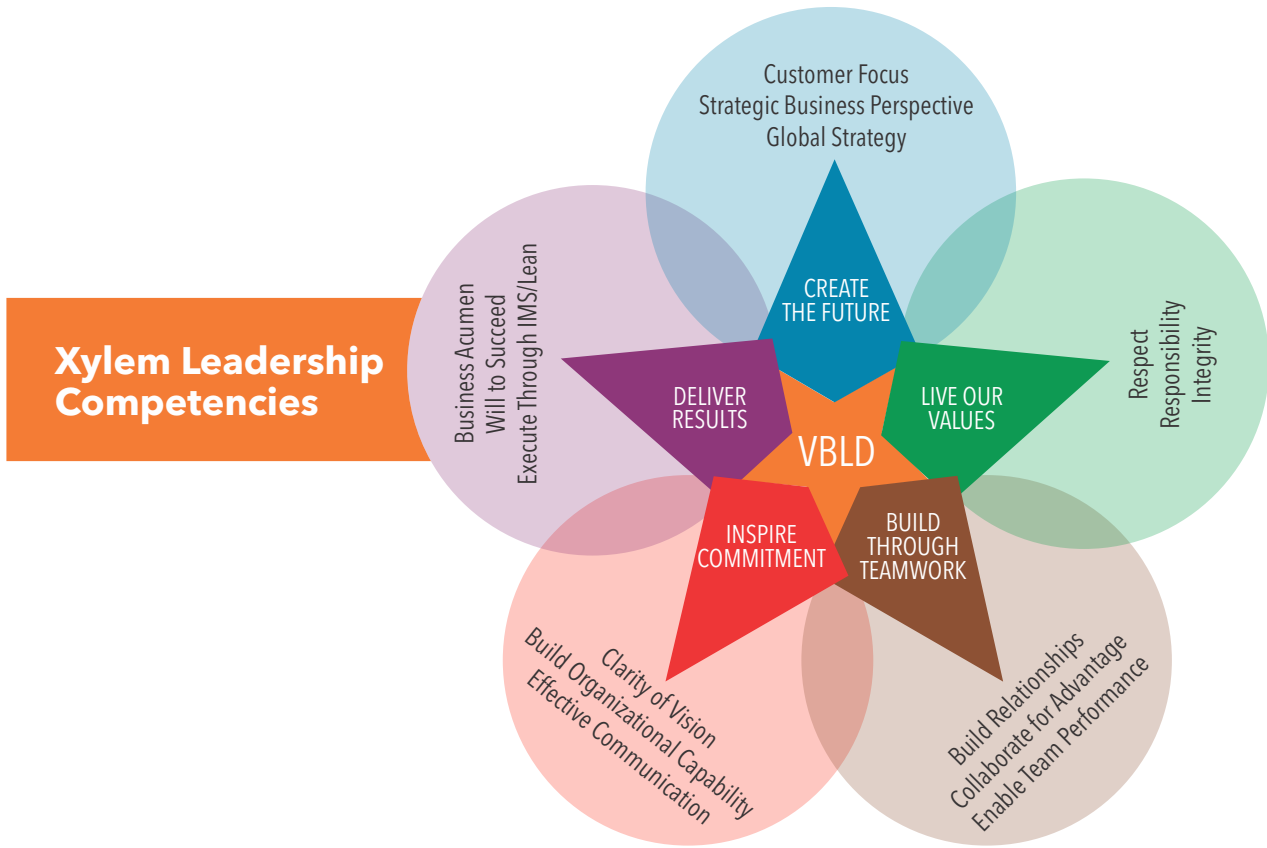 Xylem Leadership
Competencies
Customer Focus
Strategic Business Perspective
Global Strategy
CREATE
THE FUTURE
Respect
Responsibility
Integrity
LIVE OUR
VALUES
Build Relationships
Collaborate for Advantage
Enable Team Performance
BUILD
THROUGH
TEAMWORK
Clarity of Vision
Build Organizational Capability
Effective Communication
INSPIRE
COMMITMENT
Business Acumen
Will to Succeed
Execute Through IMS/Lean
DELIVER
RESULTS
VBLD